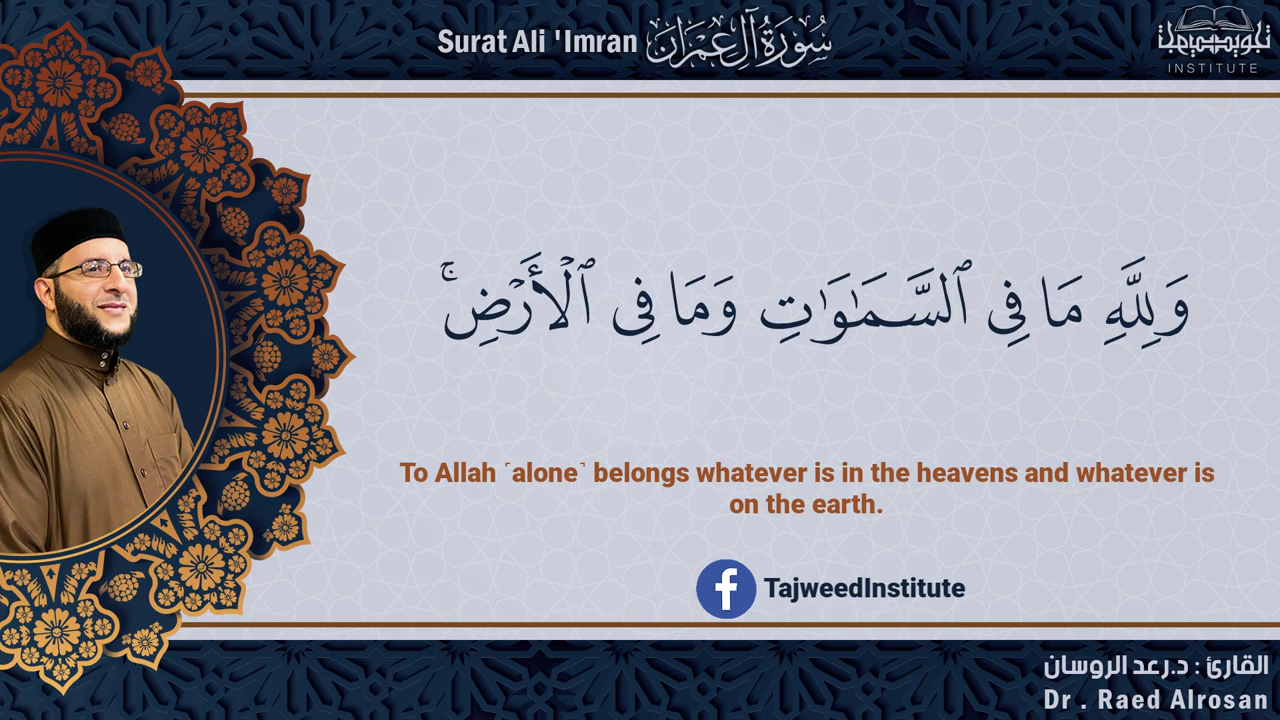 Surat Ali 'Imran سُورَةُ آلِ عِمْرَان
INSTITUTE
وَلِلَّهِ مَا فِي ٱلسَّمَٰوَٰتِ وَمَا فِي ٱلْأَرْضِۚ
To Allah ˹alone˺ belongs whatever is in the heavens and whatever is
on the earth.
TajweedInstitute
القارئ : د.رعد الروسان
Dr . Raed Alrosan